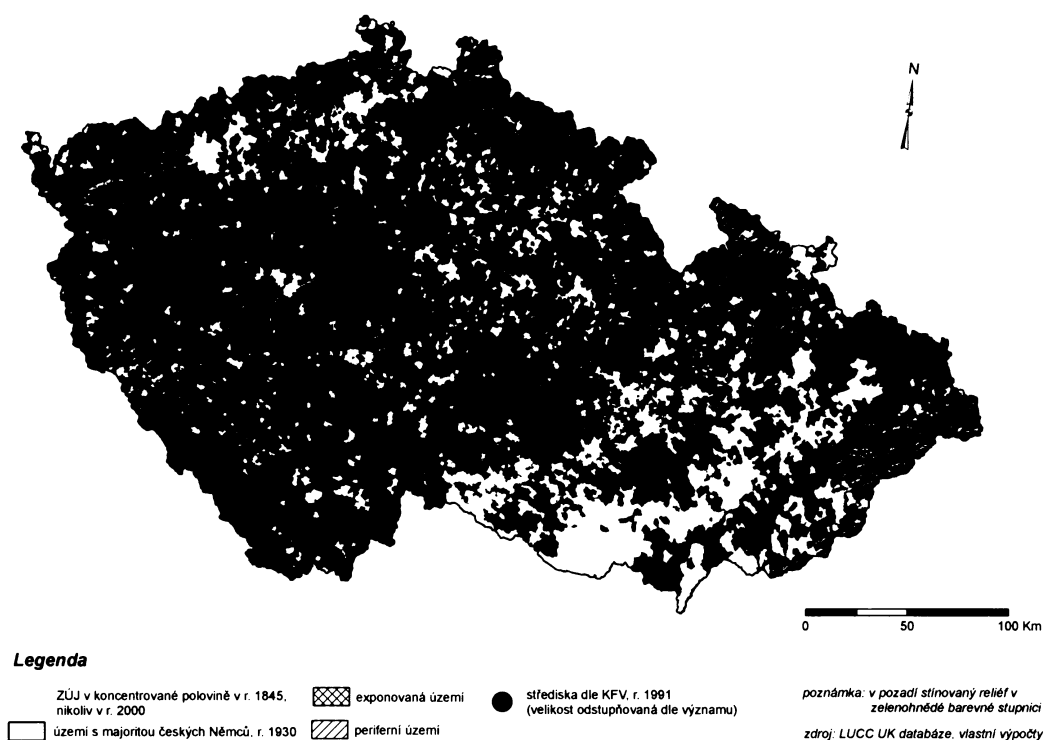 N
0 50 100 Km
Legenda
ZÚJ v koncentrované polovině v r. 1845,
nikoliv v r. 2000
území s majoritou českých Němců, r. 1930
exponovaná území
periferní území
střediska dle KFV, r. 1991
(velikost odstupňovaná dle významu)
poznámka: v pozadí stínovaný reliéf v
zelenohnědé barevné stupnici
zdroj: LUCC UK databáze, vlastní výpočty